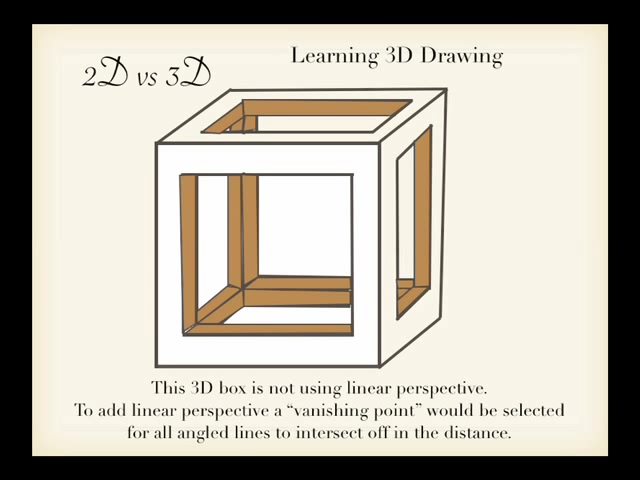 Learning 3D Drawing
2D vs 3D
This 3D box is not using linear perspective.
To add linear perspective a “vanishing point” would be selected
for all angled lines to intersect off in the distance.